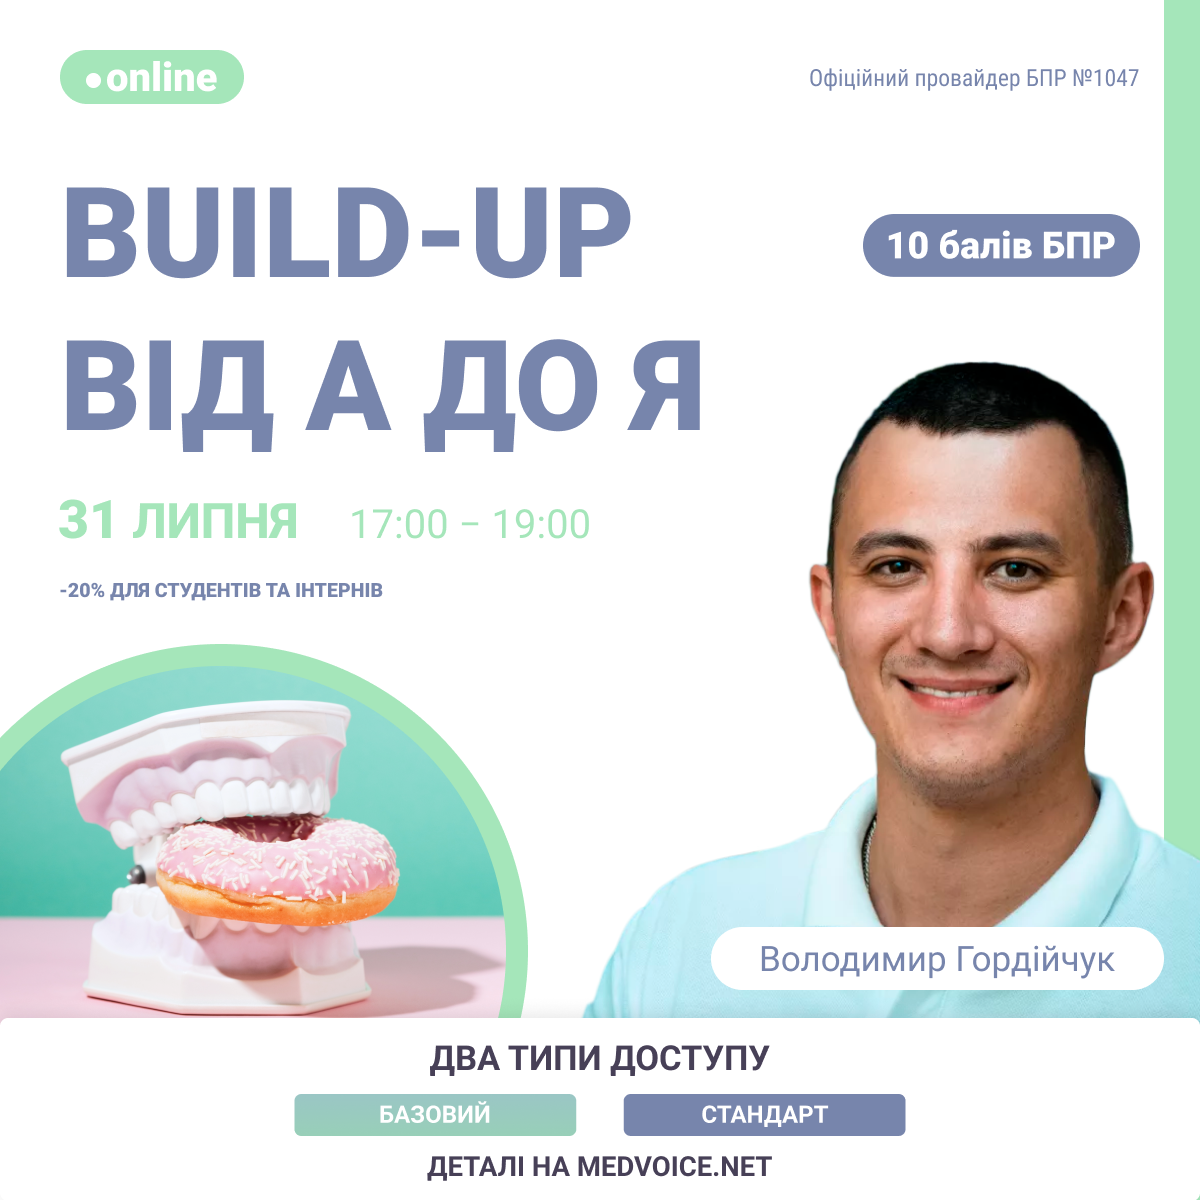 •online
Офіційний провайдер БПР №1047
BUILD-UP
ВІД А ДО Я
10 балів БПР
31 ЛИПНЯ 17:00 – 19:00
-20% ДЛЯ СТУДЕНТІВ ТА ІНТЕРНІВ
Володимир Гордійчук
ДВА ТИПИ ДОСТУПУ
БАЗОВИЙ СТАНДАРТ
ДЕТАЛІ НА MEDVOICE.NET